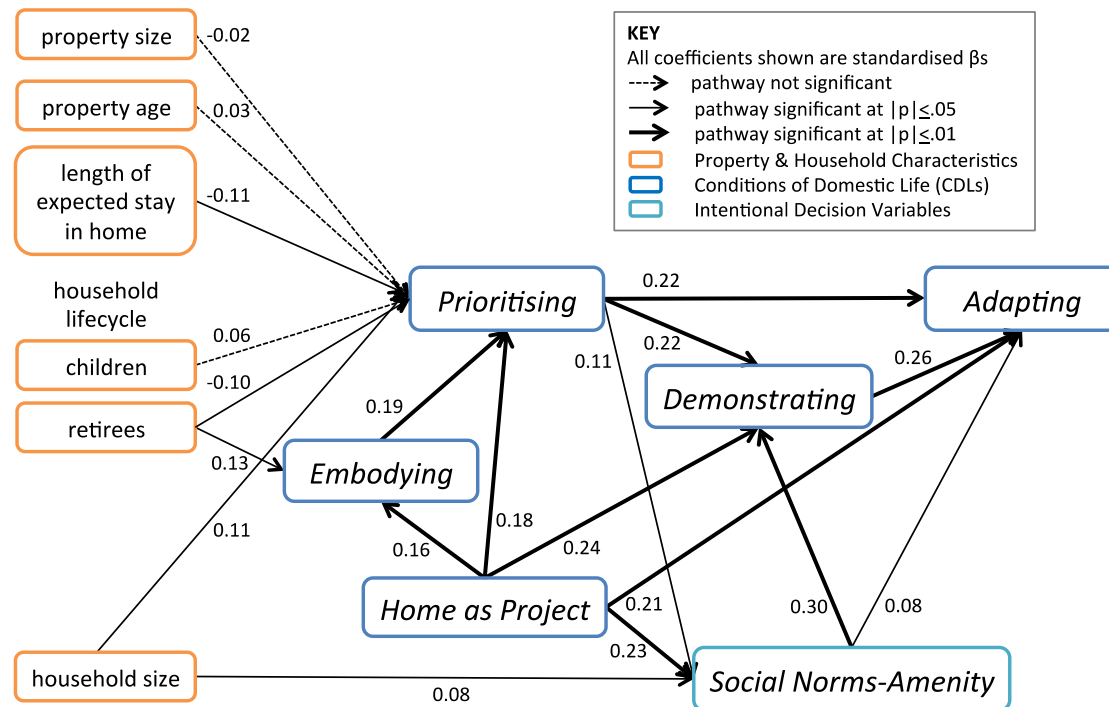 property size
-0.02
KEY
All coefficients shown are standardised βs
pathway not significant
pathway significant at |p|≤.05
pathway significant at |p|≤.01
Property & Household Characteristics
Conditions of Domestic Life (CDLs)
Intentional Decision Variables
property age
0.03
length of
expected stay
in home
-0.11
household
lifecycle
Prioritising
0.22
Adapting
children
0.06
0.22
0.11
Demonstrating
0.26
retirees
-0.10
0.19
0.13
Embodying
0.11
0.16
0.18
0.24
Home as Project
0.21
0.23
0.30
0.08
household size
0.08
Social Norms-Amenity